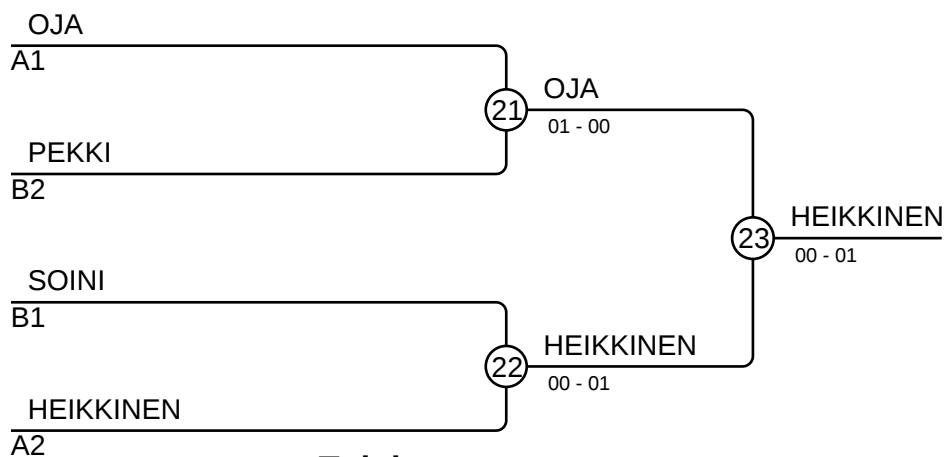 OJA
A1
21
OJA
01 - 00
PEKKI
B2
23
HEIKKINEN
00 - 01
SOINI
B1
22
HEIKKINEN
00 - 01
HEIKKINEN
A2